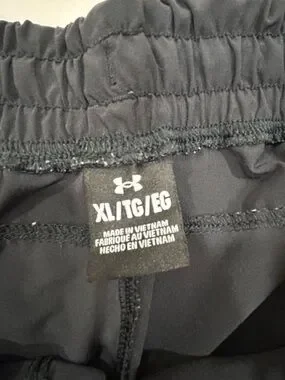 XL/TG/EG
MADE IN VIETNAM
FABRIQUÉ AU VIETNAM
HECHO EN VIETNAM